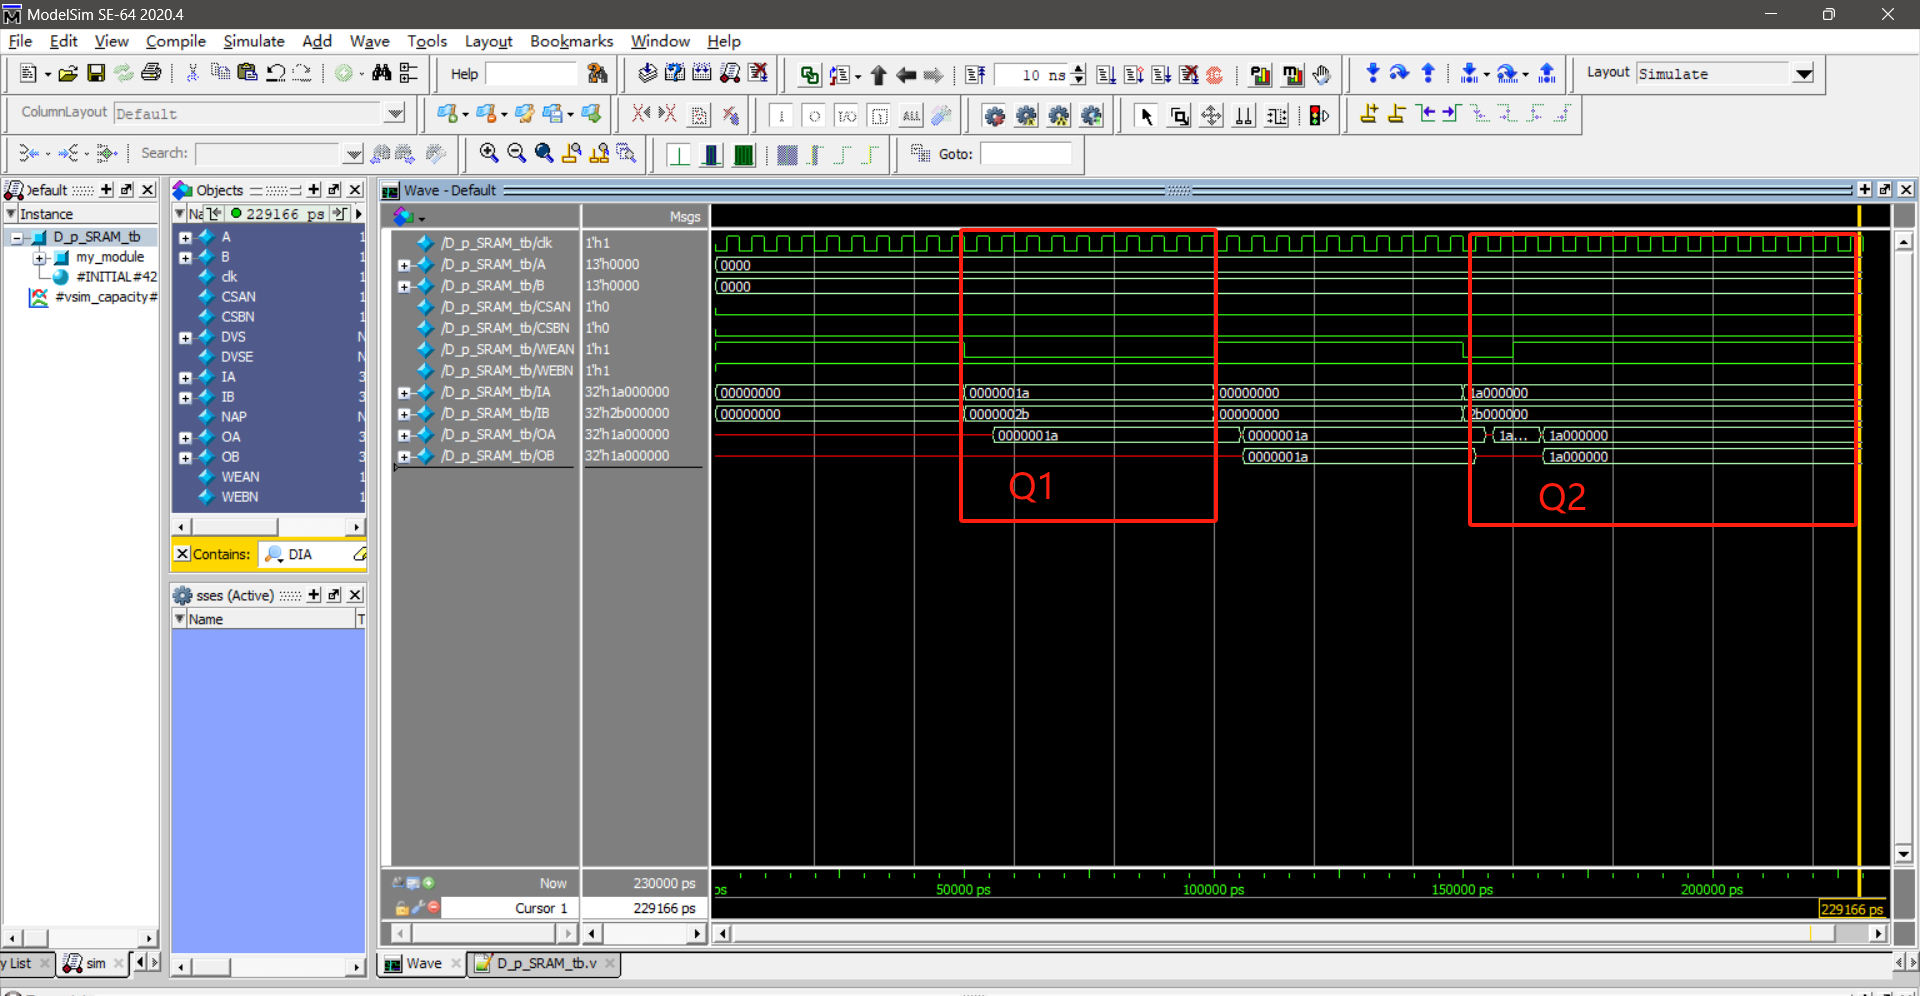 ModelSim SE-64 2020.4
File Edit View Compile Simulate Add Wave Tools Layout Bookmarks Window Help
Help 10 ns Layout Simulate
ColumnLayout Default I/O ALL
Search: Goto:
Default Objects Wave - Default
Instance 229166 ps Msgs
D_p_SRAM_tb
my_module
#INITIAL#42
#vsim_capacity#
A 1
B 1
clk
CSAN 1
CSBN 1
DVS N
DVSE N
IA 3
IB 3
NAP N
OA 3
OB 3
WEAN 1
WEBN 1
Contains: DIA
sses (Active)
Name T
/D_p_SRAM_tb/clk 1'h1
/D_p_SRAM_tb/A 13'h0000 0000
/D_p_SRAM_tb/B 13'h0000 0000
/D_p_SRAM_tb/CSAN 1'h0
/D_p_SRAM_tb/CSBN 1'h0
/D_p_SRAM_tb/WEAN 1'h1
/D_p_SRAM_tb/WEBN 1'h1
/D_p_SRAM_tb/IA 32'h1a000000 00000000 0000001a 00000000 1a000000
/D_p_SRAM_tb/IB 32'h2b000000 00000000 0000002b 00000000 2b000000
/D_p_SRAM_tb/OA 32'h1a000000 0000001a 0000001a 1a... 1a000000
/D_p_SRAM_tb/OB 32'h1a000000 0000001a 1a000000
Q1 Q2
Now 230000 ps ps 50000 ps 100000 ps 150000 ps 200000 ps
Cursor 1 229166 ps 229166 ps
y List sim Wave D_p_SRAM_tb.v